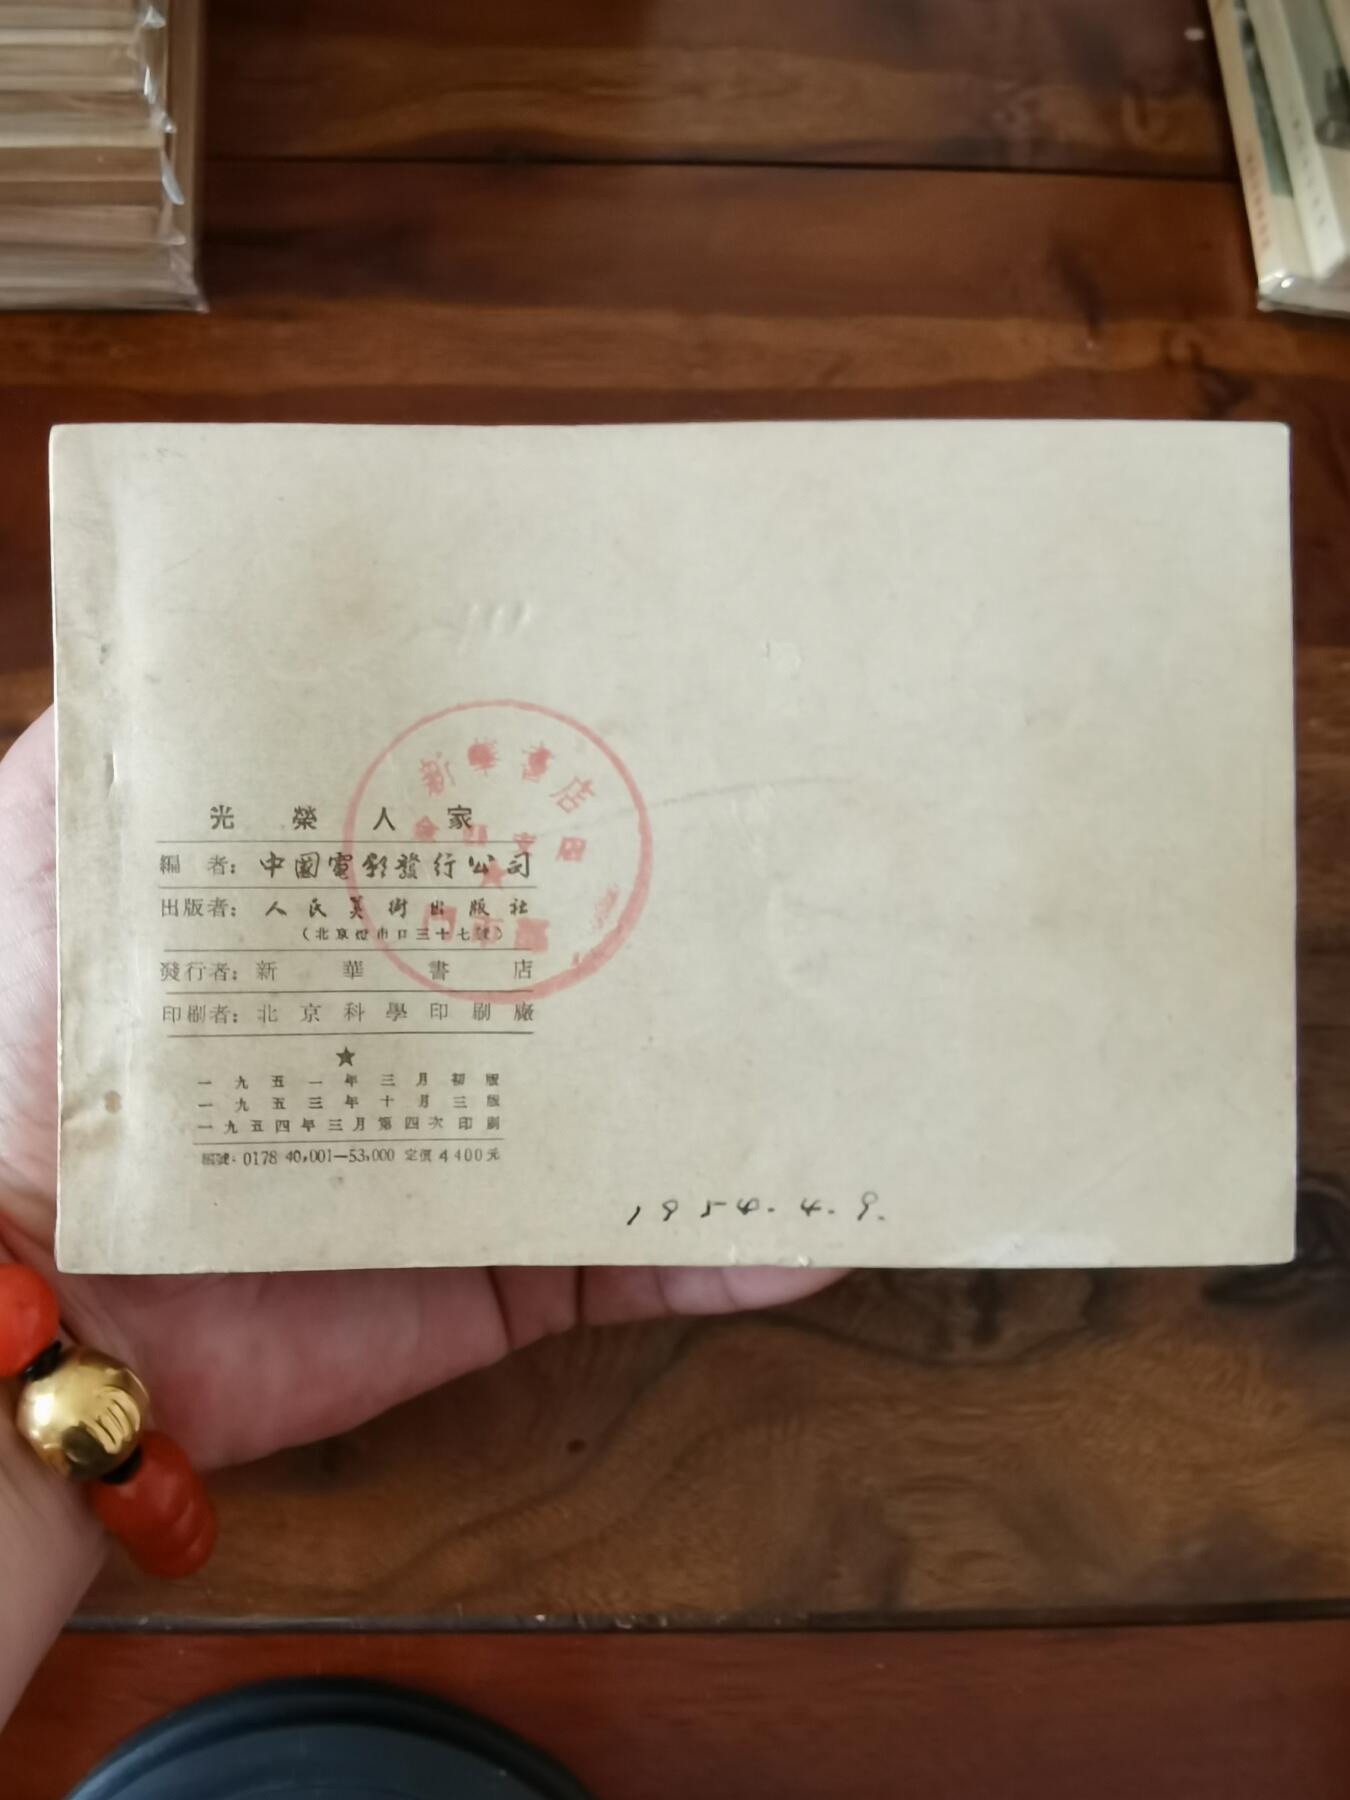 新華書店
光榮人家
編者：中國電影發行公司
出版者：人民美術出版社
（北京燈市口三十七號）
發行者：新華書店
印刷者：北京科學印刷廠
★
一九五一年三月初版
一九五三年十月三版
一九五四年三月第四次印刷
編號：0178 40,001—53,000 定價 4400元
1954.4.9.